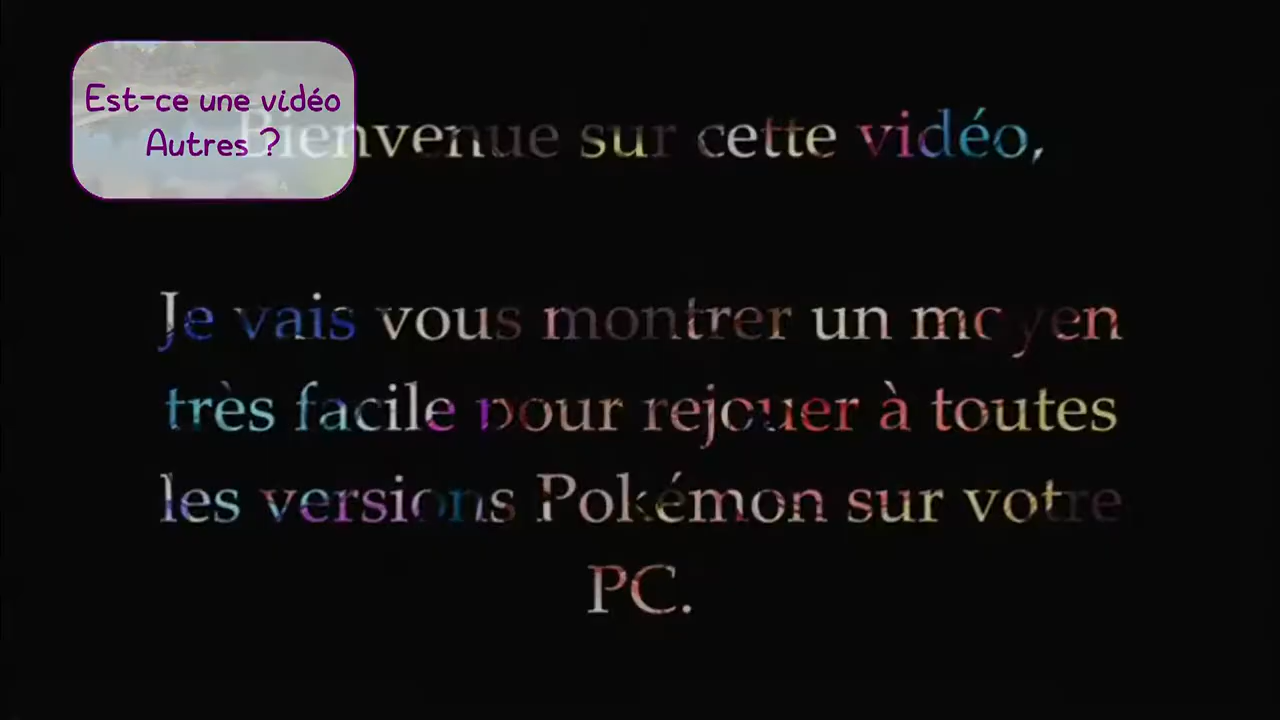 Est-ce une vidéo
Autres ?
Bienvenue sur cette vidéo,
Je vais vous montrer un moyen
très facile pour rejouer à toutes
les versions Pokémon sur votre
PC.